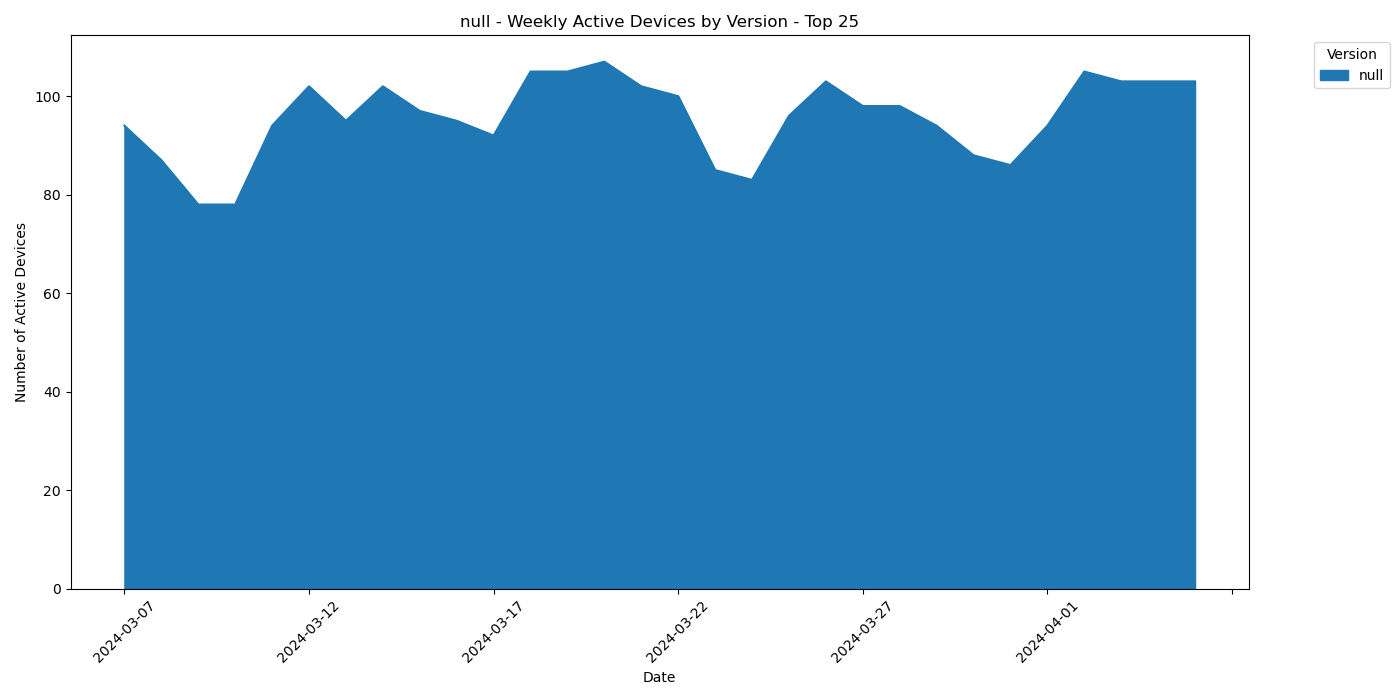 null - Weekly Active Devices by Version - Top 25
Version
null
Number of Active Devices
100
80
60
40
20
0
2024-03-07
2024-03-12
2024-03-17
2024-03-22
2024-03-27
2024-04-01
Date